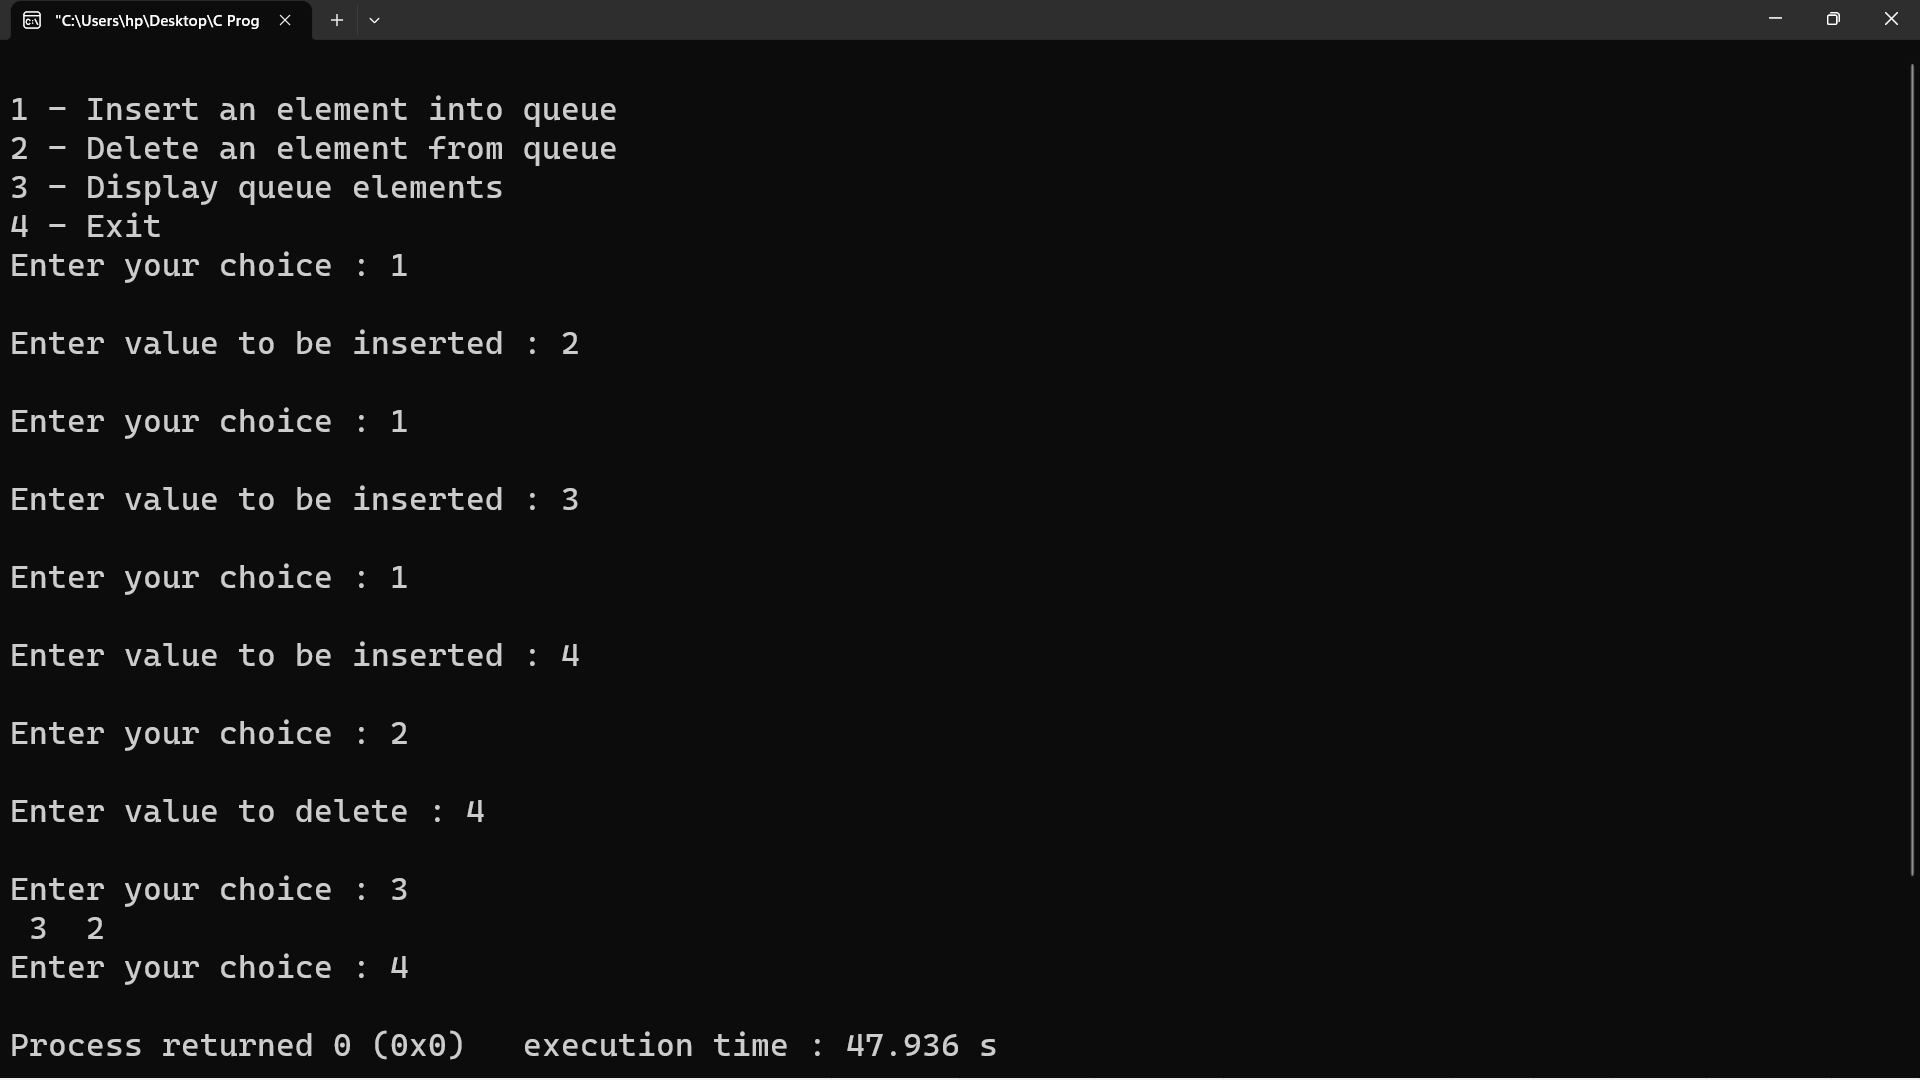 "C:\Users\hp\Desktop\C Prog
1 - Insert an element into queue
2 - Delete an element from queue
3 - Display queue elements
4 - Exit
Enter your choice : 1
Enter value to be inserted : 2
Enter your choice : 1
Enter value to be inserted : 3
Enter your choice : 1
Enter value to be inserted : 4
Enter your choice : 2
Enter value to delete : 4
Enter your choice : 3
 3  2
Enter your choice : 4
Process returned 0 (0x0)   execution time : 47.936 s